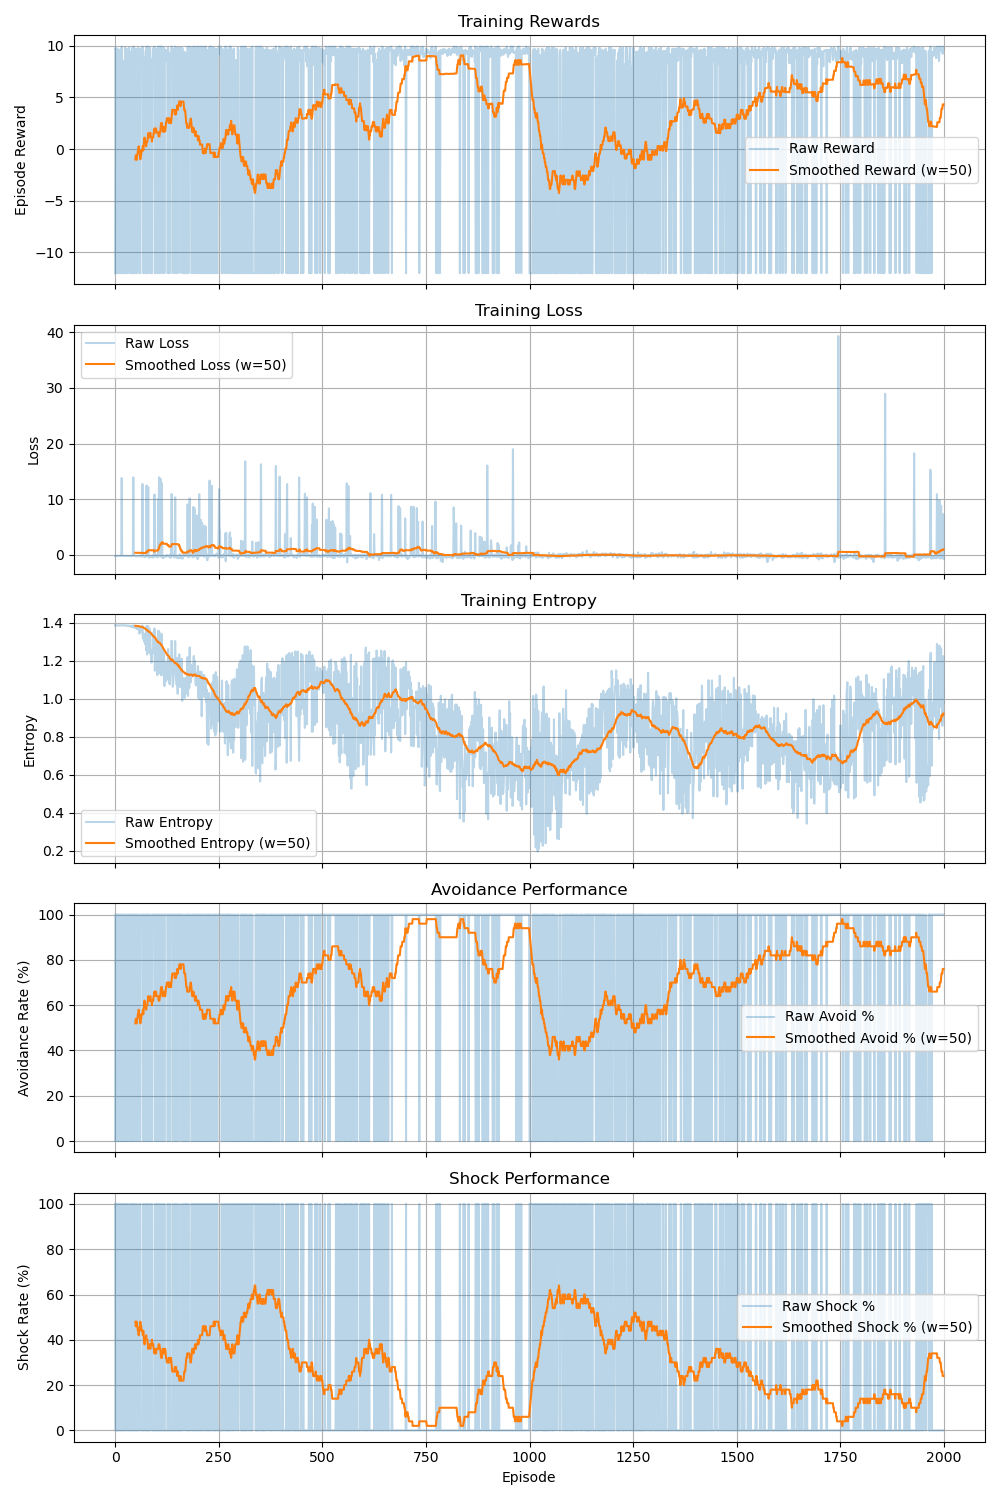 Training Rewards
10
5
0
−5
−10
Episode Reward
Raw Reward
Smoothed Reward (w=50)
Training Loss
40
30
20
10
0
Loss
Raw Loss
Smoothed Loss (w=50)
Training Entropy
1.4
1.2
1.0
0.8
0.6
0.4
0.2
Entropy
Raw Entropy
Smoothed Entropy (w=50)
Avoidance Performance
100
80
60
40
20
0
Avoidance Rate (%)
Raw Avoid %
Smoothed Avoid % (w=50)
Shock Performance
100
80
60
40
20
0
Shock Rate (%)
Raw Shock %
Smoothed Shock % (w=50)
0 250 500 750 1000 1250 1500 1750 2000
Episode